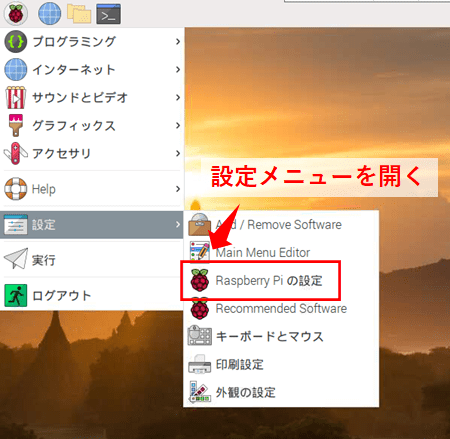 プログラミング
インターネット
サウンドとビデオ
グラフィックス
アクセサリ
Help
設定
実行
ログアウト
設定メニューを開く
Add / Remove Software
Main Menu Editor
Raspberry Pi の設定
Recommended Software
キーボードとマウス
印刷設定
外観の設定